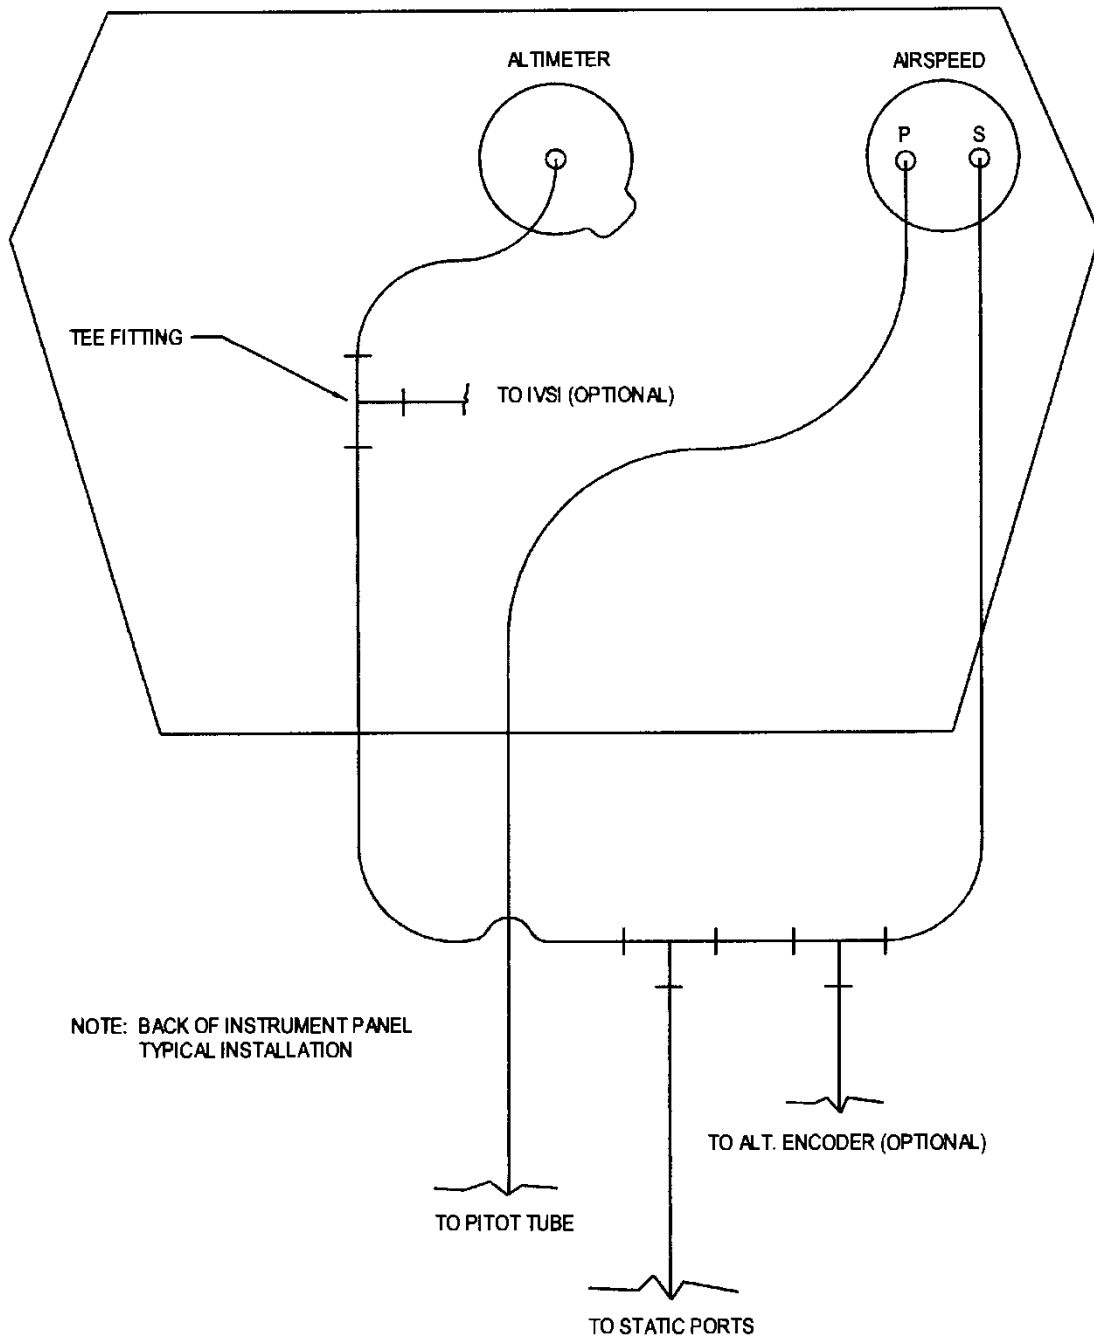 ALTIMETER
AIRSPEED
P
S
TEE FITTING
TO IVSI (OPTIONAL)
NOTE: BACK OF INSTRUMENT PANEL
TYPICAL INSTALLATION
TO ALT. ENCODER (OPTIONAL)
TO PITOT TUBE
TO STATIC PORTS